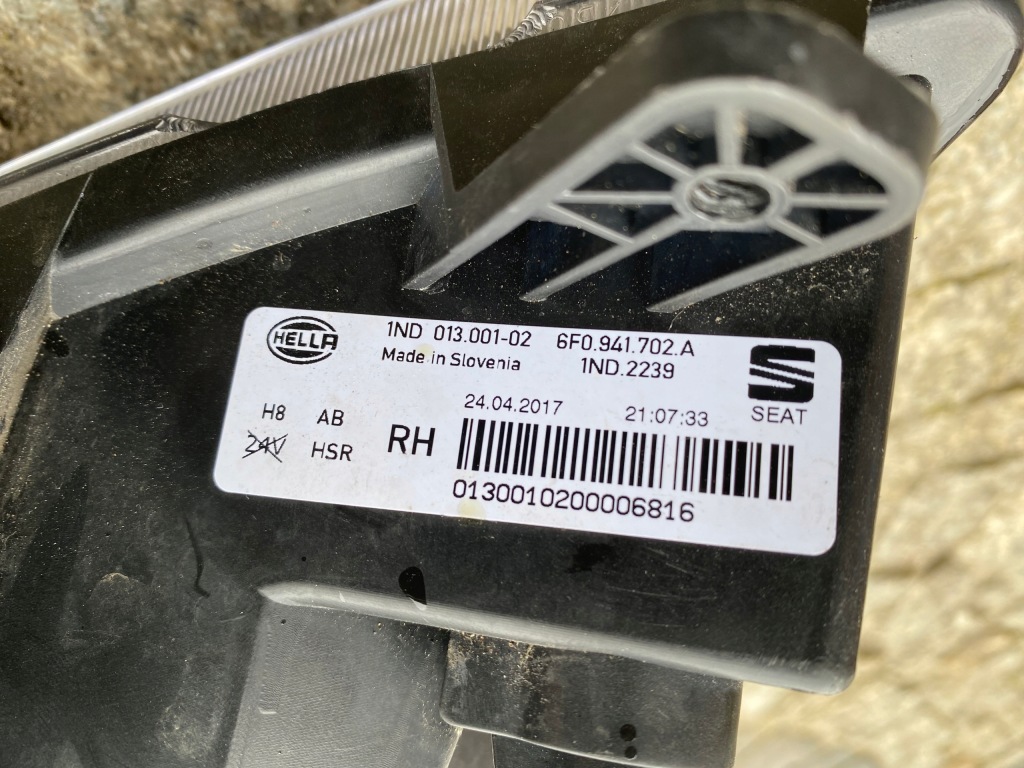 HELLA
1ND 013.001-02 6F0.941.702.A
Made in Slovenia 1ND.2239
SEAT
24.04.2017 21:07:33
H8 AB
24V HSR
RH
0130010200006816